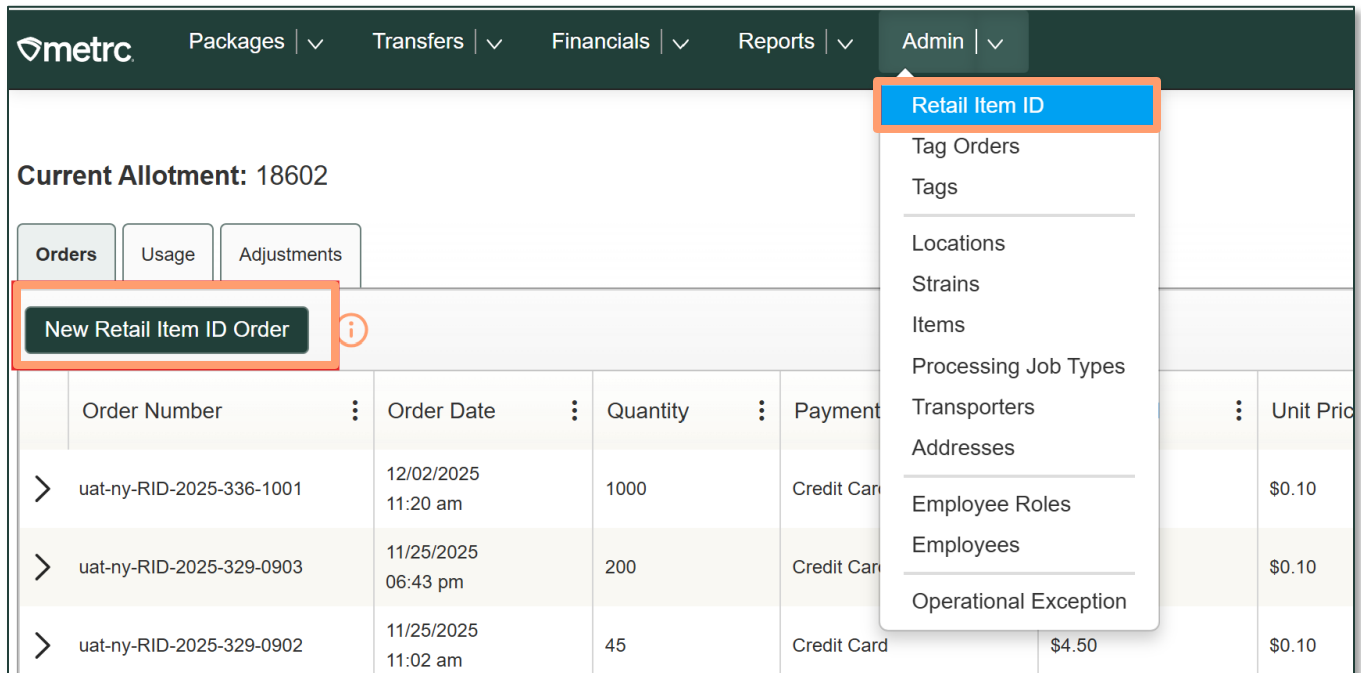 metrc.
Packages
Transfers
Financials
Reports
Admin
Retail Item ID
Tag Orders
Tags
Locations
Strains
Items
Processing Job Types
Transporters
Addresses
Employee Roles
Employees
Operational Exception
Current Allotment: 18602
Orders
Usage
Adjustments
New Retail Item ID Order
Order Number
Order Date
Quantity
Payment
Unit Pric
uat-ny-RID-2025-336-1001
12/02/2025
11:20 am
1000
Credit Car
$0.10
uat-ny-RID-2025-329-0903
11/25/2025
06:43 pm
200
Credit Car
$0.10
uat-ny-RID-2025-329-0902
11/25/2025
11:02 am
45
Credit Card
$4.50
$0.10